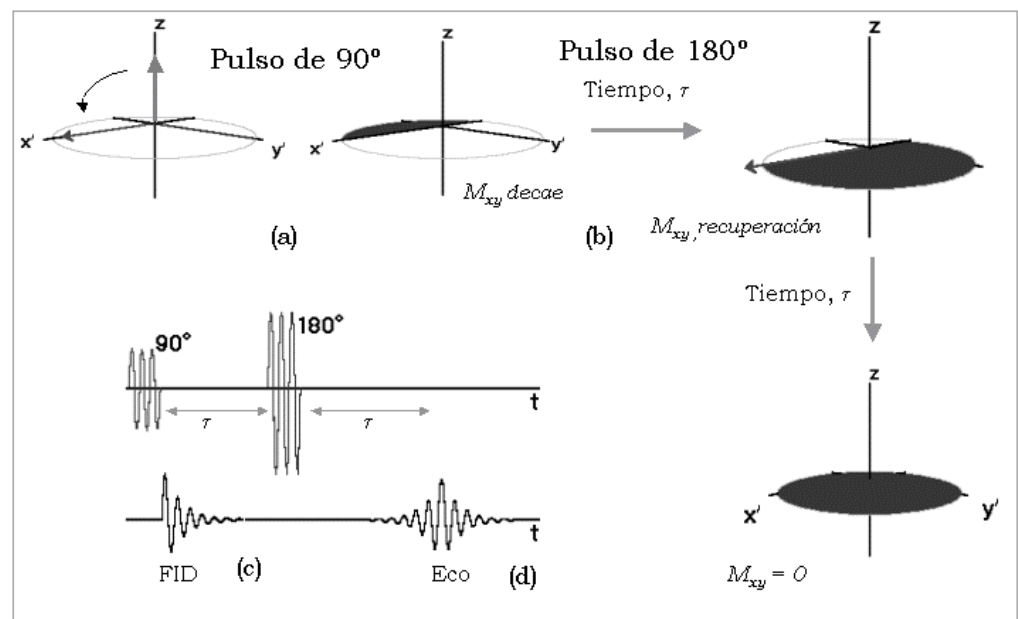 z
Pulso de 90º
x'
y'
z
x'
y'
M_xy decae
(a)
Pulso de 180º
Tiempo, τ
z
(b)
M_xy, recuperación
Tiempo, τ
90°
180°
t
τ
τ
t
FID
(c)
Eco
(d)
z
x'
y'
M_xy = 0